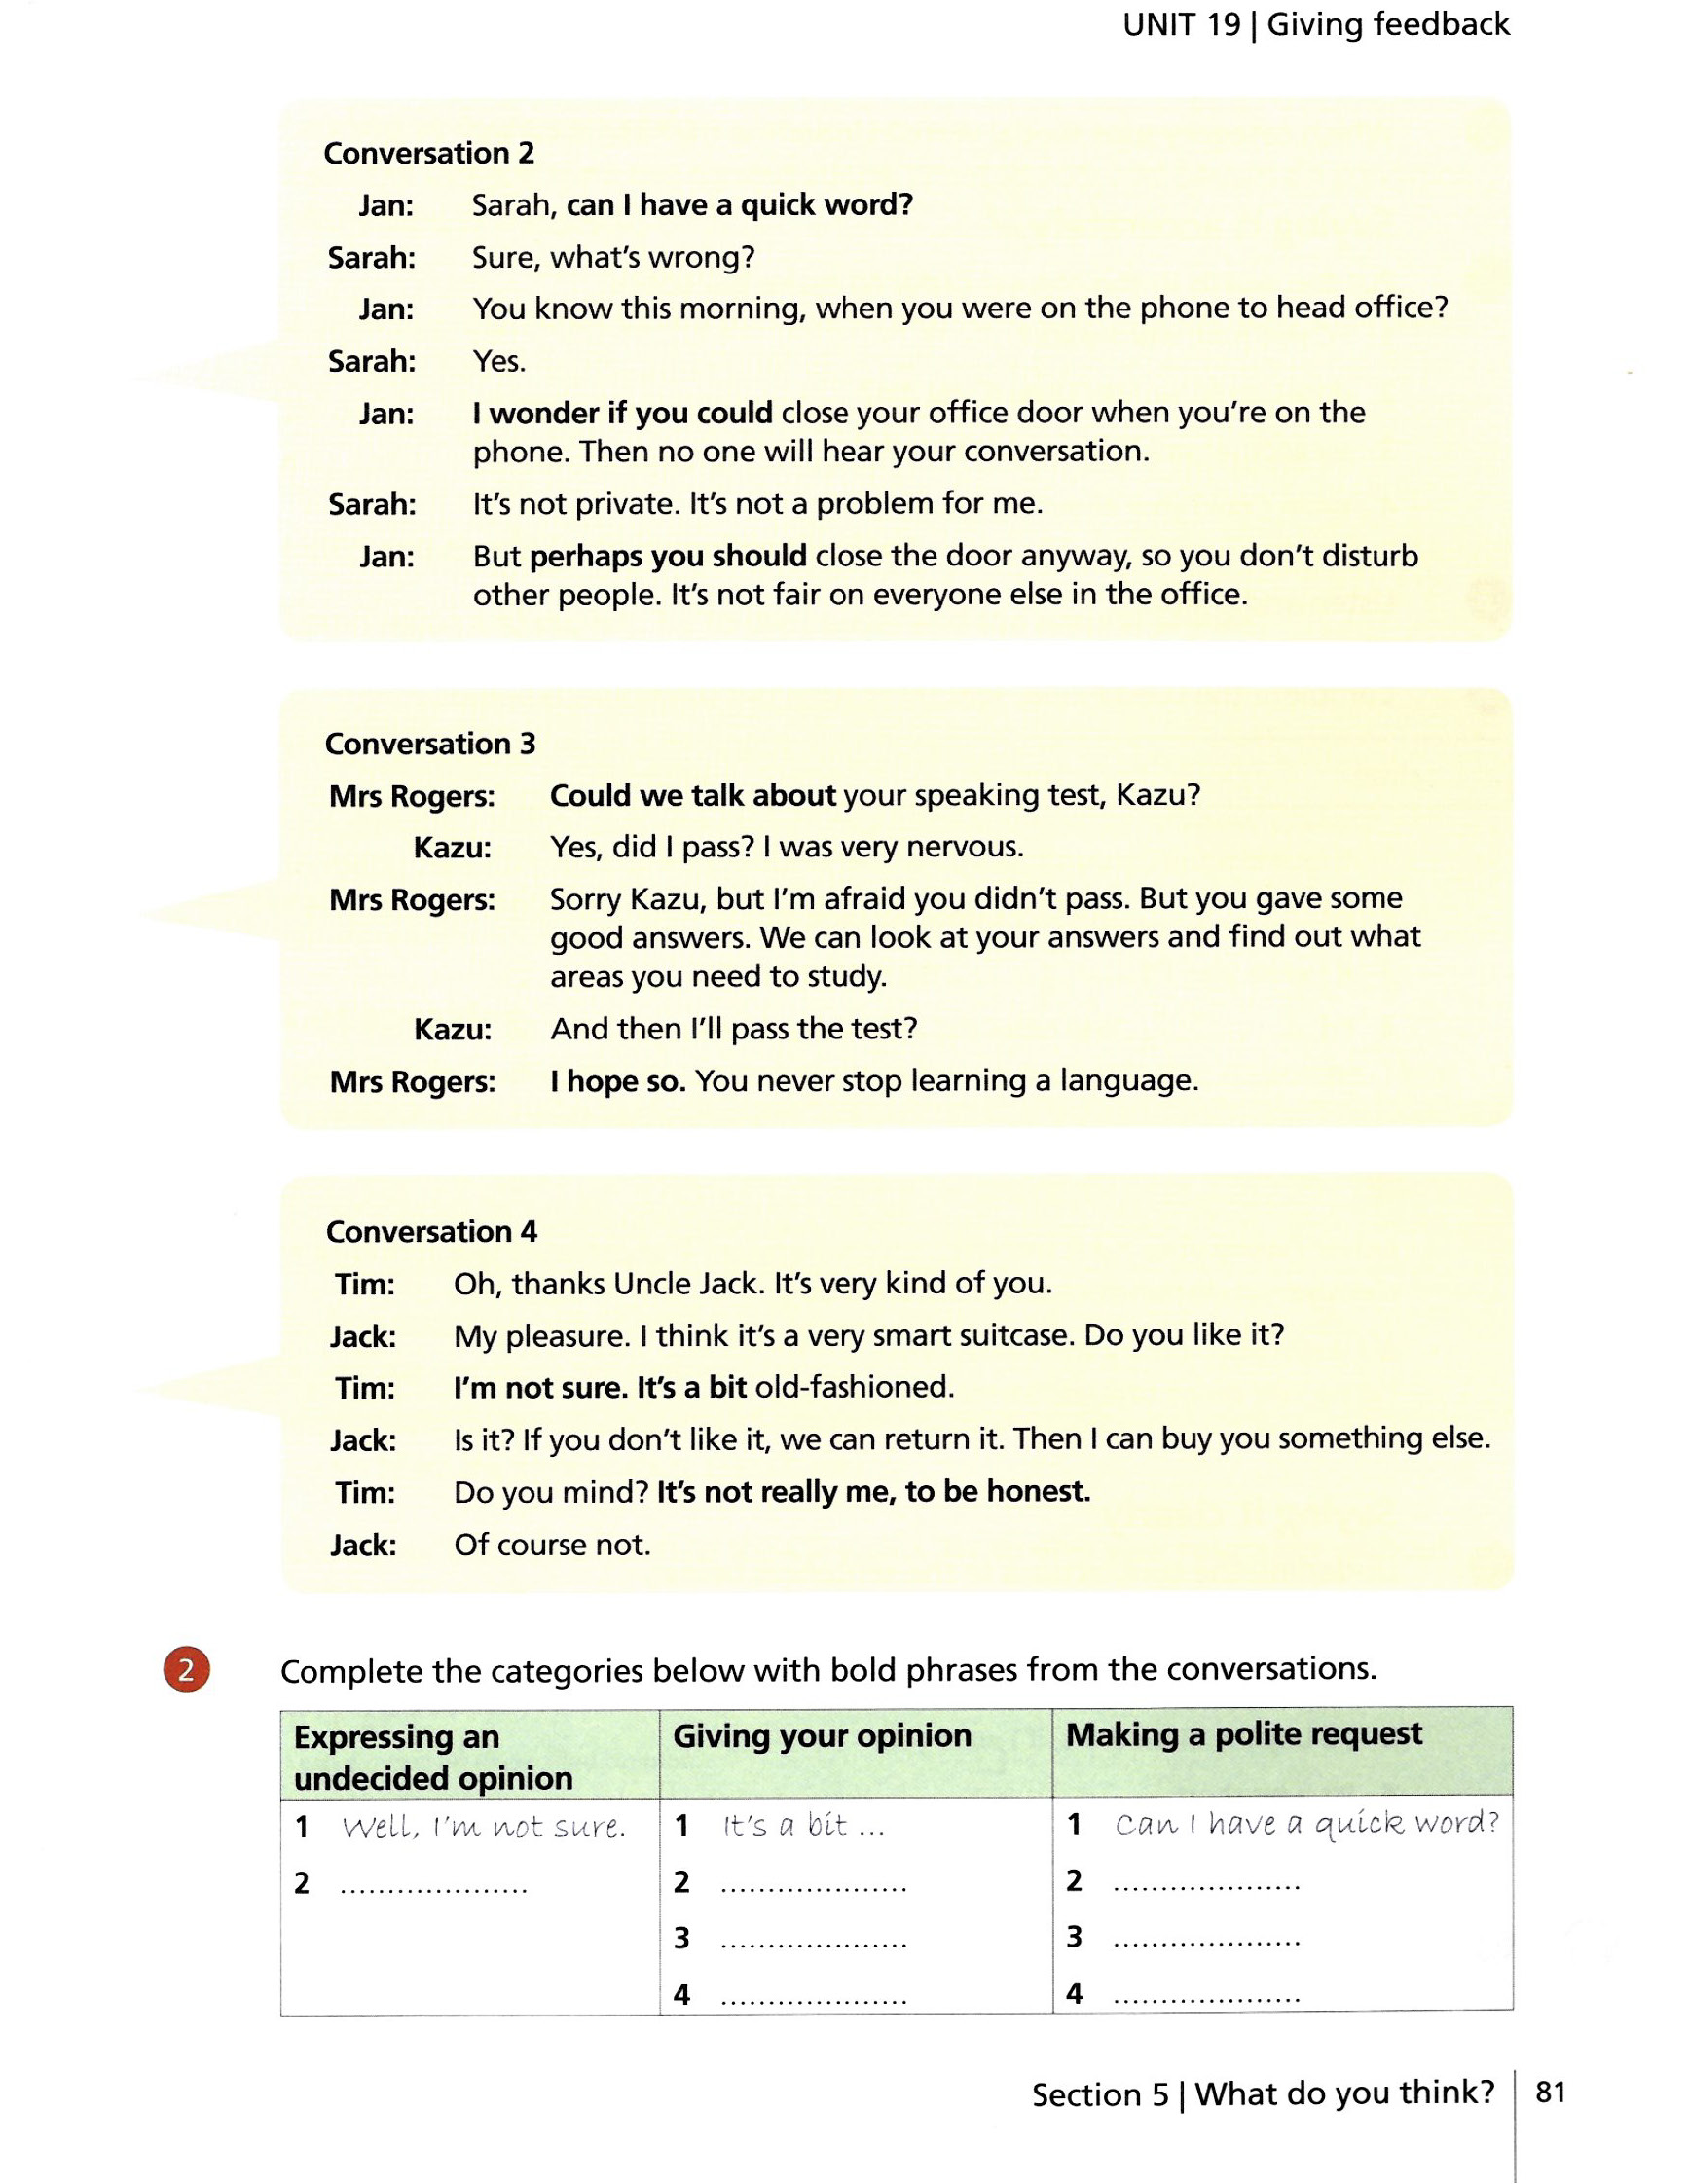 UNIT 19 | Giving feedback
Conversation 2
Jan: Sarah, can I have a quick word?
Sarah: Sure, what's wrong?
Jan: You know this morning, when you were on the phone to head office?
Sarah: Yes.
Jan: I wonder if you could close your office door when you're on the
phone. Then no one will hear your conversation.
Sarah: It's not private. It's not a problem for me.
Jan: But perhaps you should close the door anyway, so you don't disturb
other people. It's not fair on everyone else in the office.
Conversation 3
Mrs Rogers: Could we talk about your speaking test, Kazu?
Kazu: Yes, did I pass? I was very nervous.
Mrs Rogers: Sorry Kazu, but I'm afraid you didn't pass. But you gave some
good answers. We can look at your answers and find out what
areas you need to study.
Kazu: And then I'll pass the test?
Mrs Rogers: I hope so. You never stop learning a language.
Conversation 4
Tim: Oh, thanks Uncle Jack. It's very kind of you.
Jack: My pleasure. I think it's a very smart suitcase. Do you like it?
Tim: I'm not sure. It's a bit old-fashioned.
Jack: Is it? If you don't like it, we can return it. Then I can buy you something else.
Tim: Do you mind? It's not really me, to be honest.
Jack: Of course not.
2 Complete the categories below with bold phrases from the conversations.
Expressing an
undecided opinion
Giving your opinion
Making a polite request
1 Well, I'm not sure.
2 ....................
1 It's a bit ...
2 ....................
3 ....................
4 ....................
1 Can I have a quick word?
2 ....................
3 ....................
4 ....................
Section 5 | What do you think? 81